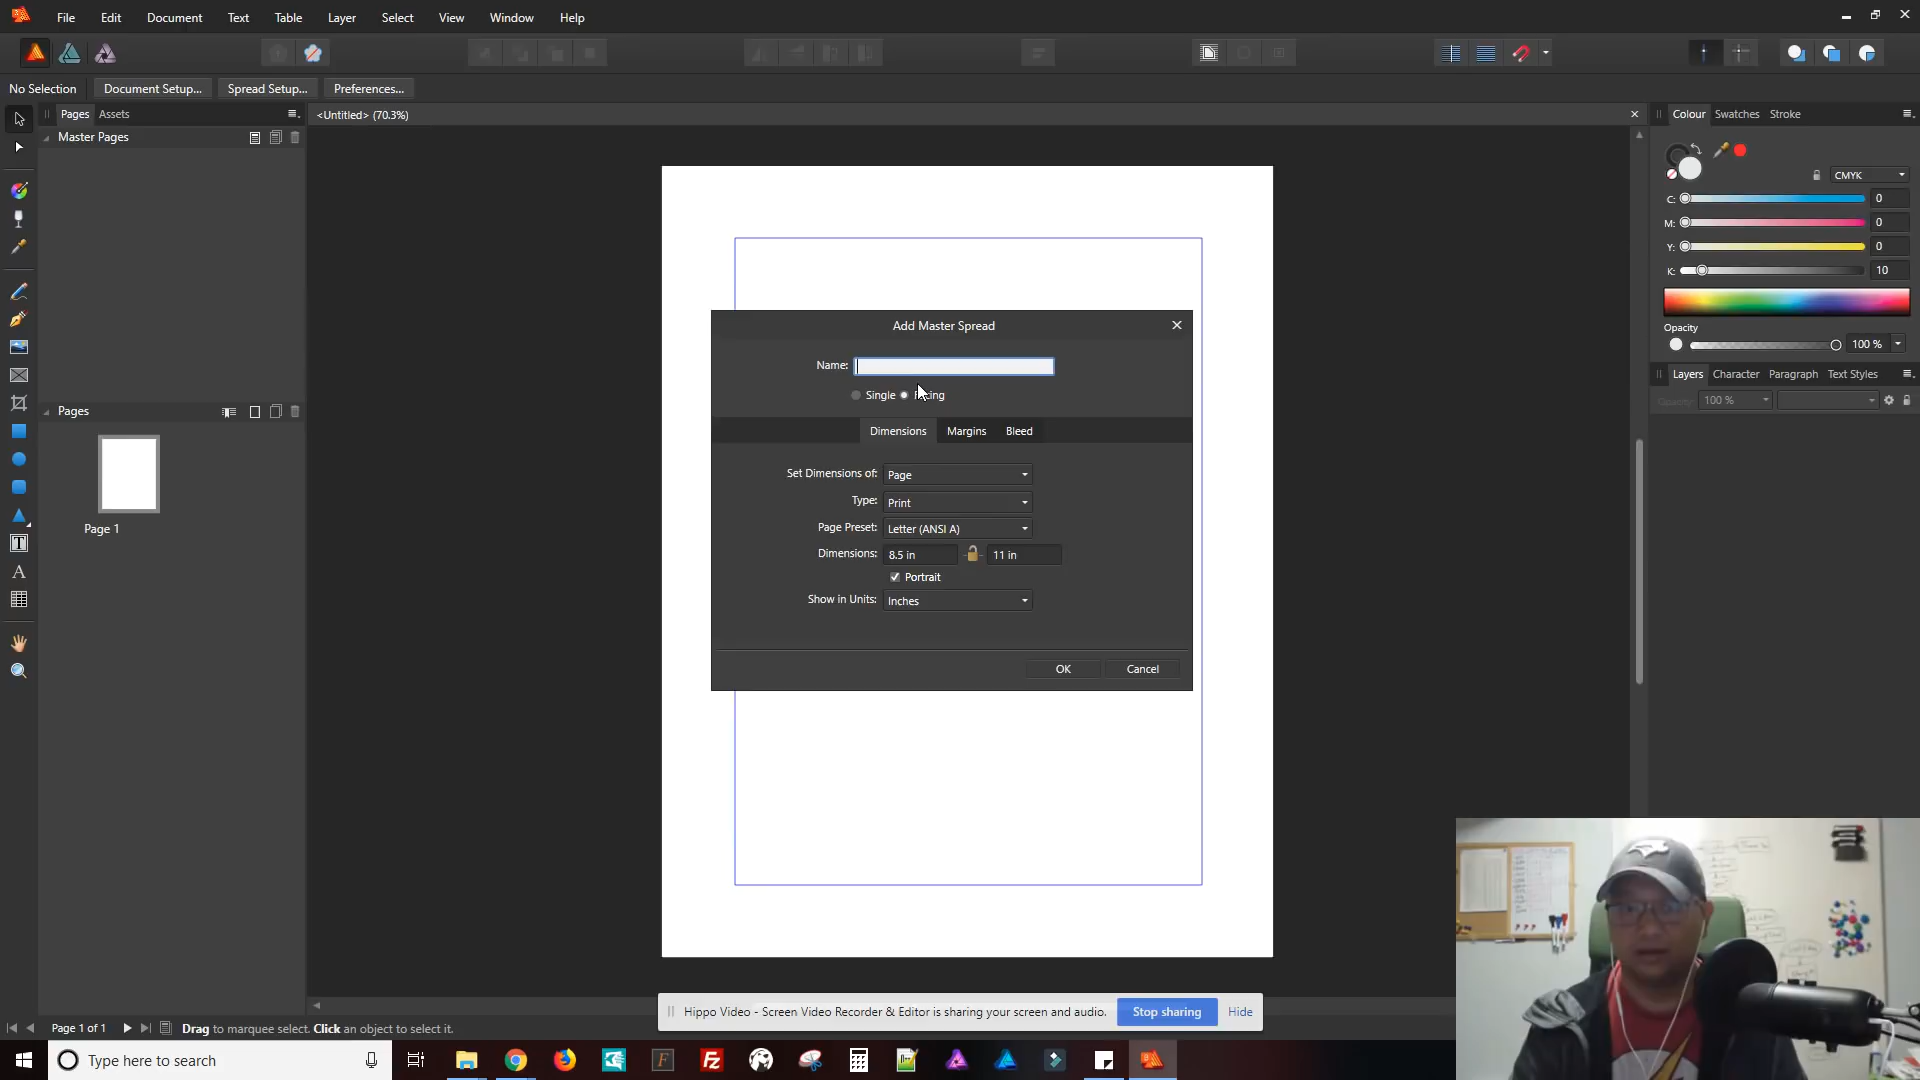 File Edit Document Text Table Layer Select View Window Help
No Selection Document Setup... Spread Setup... Preferences...
Pages Assets
<Untitled> (70.3%)
Colour Swatches Stroke
Master Pages
CMYK
C: 0
M: 0
Y: 0
K: 10
Opacity
100 %
Layers Character Paragraph Text Styles
Opacity: 100 %
Add Master Spread
Name:
Single
Dimensions Margins Bleed
Set Dimensions of: Page
Type: Print
Page Preset: Letter (ANSI A)
Dimensions: 8.5 in 11 in
Portrait
Show in Units: Inches
OK Cancel
Pages
Page 1
Hippo Video - Screen Video Recorder & Editor is sharing your screen and audio. Stop sharing Hide
Page 1 of 1 Drag to marquee select. Click an object to select it.
Type here to search